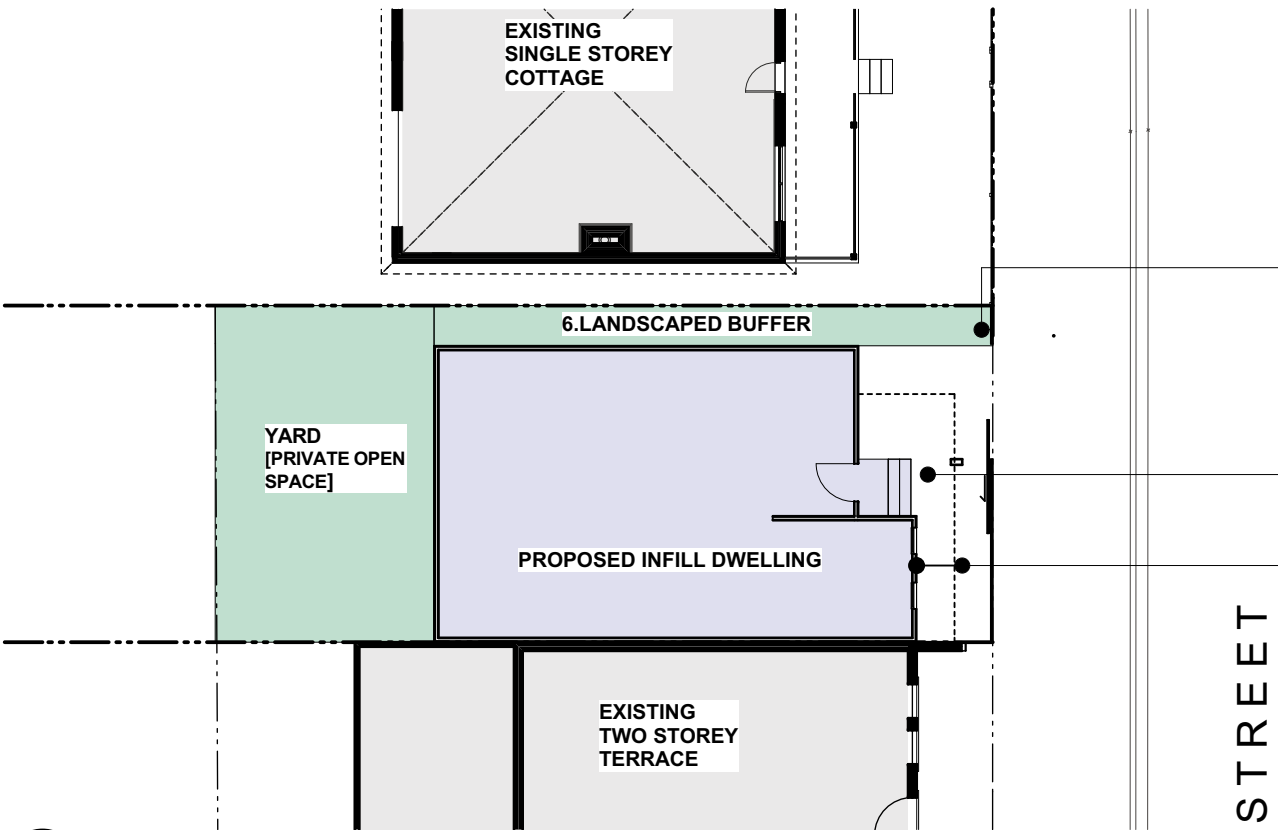 EXISTING
SINGLE STOREY
COTTAGE
6.LANDSCAPED BUFFER
YARD
[PRIVATE OPEN
SPACE]
PROPOSED INFILL DWELLING
EXISTING
TWO STOREY
TERRACE
STREET